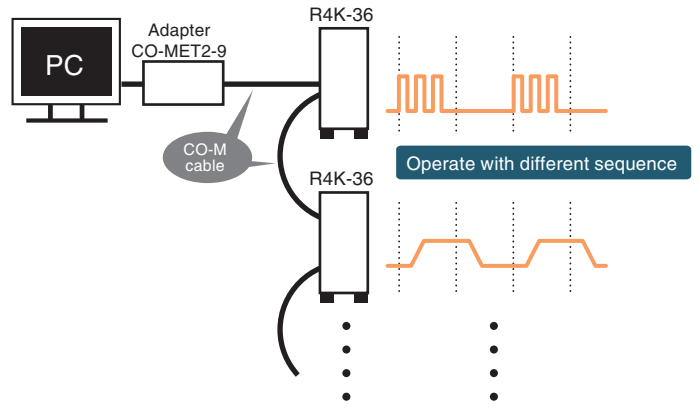 R4K-36
Adapter
CO-MET2-9
PC
CO-M
cable
Operate with different sequence
R4K-36